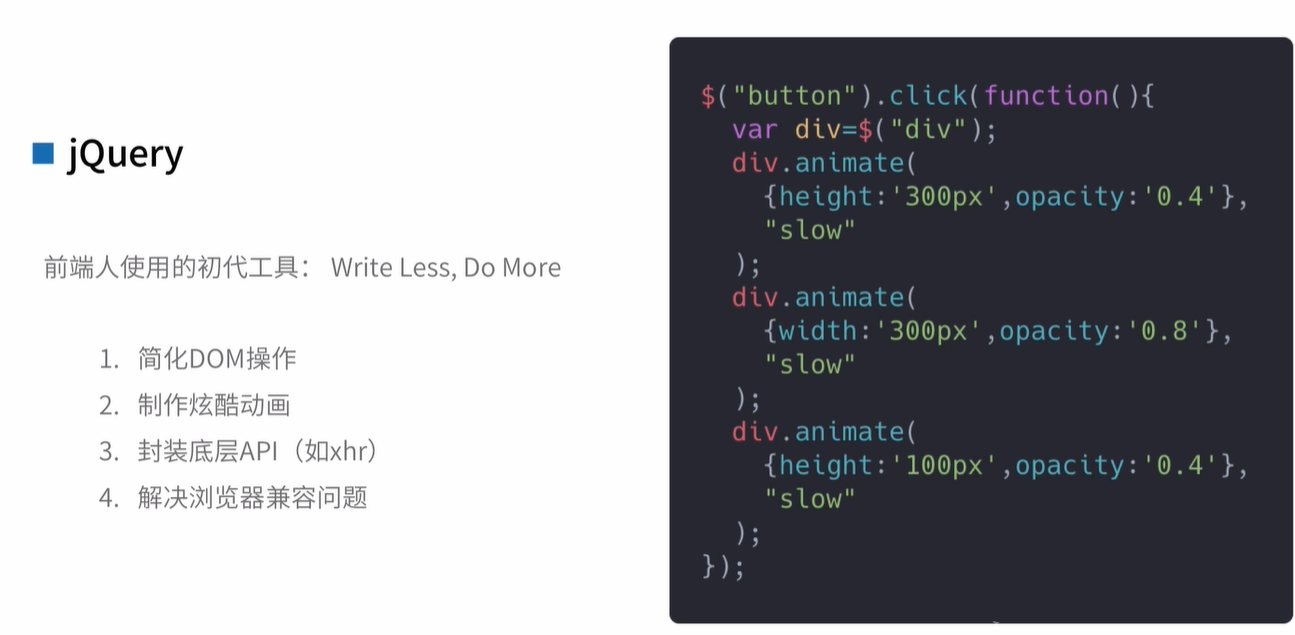 jQuery
前端人使用的初代工具： Write Less, Do More
1. 简化DOM操作
2. 制作炫酷动画
3. 封装底层API（如xhr）
4. 解决浏览器兼容问题
$("button").click(function(){
  var div=$("div");
  div.animate(
    {height:'300px',opacity:'0.4'},
    "slow"
  );
  div.animate(
    {width:'300px',opacity:'0.8'},
    "slow"
  );
  div.animate(
    {height:'100px',opacity:'0.4'},
    "slow"
  );
});